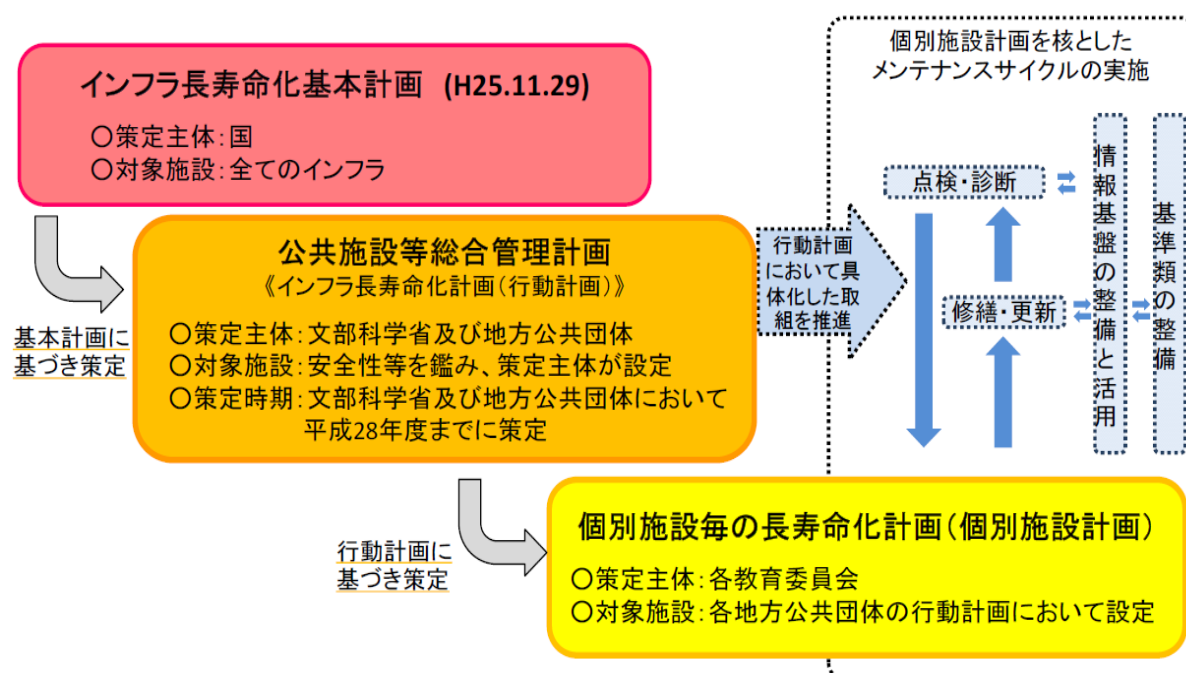 インフラ長寿命化基本計画 (H25.11.29)
〇策定主体:国
〇対象施設:全てのインフラ
基本計画に
基づき策定
公共施設等総合管理計画
《インフラ長寿命化計画(行動計画)》
〇策定主体:文部科学省及び地方公共団体
〇対象施設:安全性等を鑑み、策定主体が設定
〇策定時期:文部科学省及び地方公共団体において
平成28年度までに策定
行動計画
において具
体化した取
組を推進
個別施設計画を核とした
メンテナンスサイクルの実施
点検・診断
修繕・更新
情報基盤の整備と活用
基準類の整備
行動計画に
基づき策定
個別施設毎の長寿命化計画(個別施設計画)
〇策定主体:各教育委員会
〇対象施設:各地方公共団体の行動計画において設定